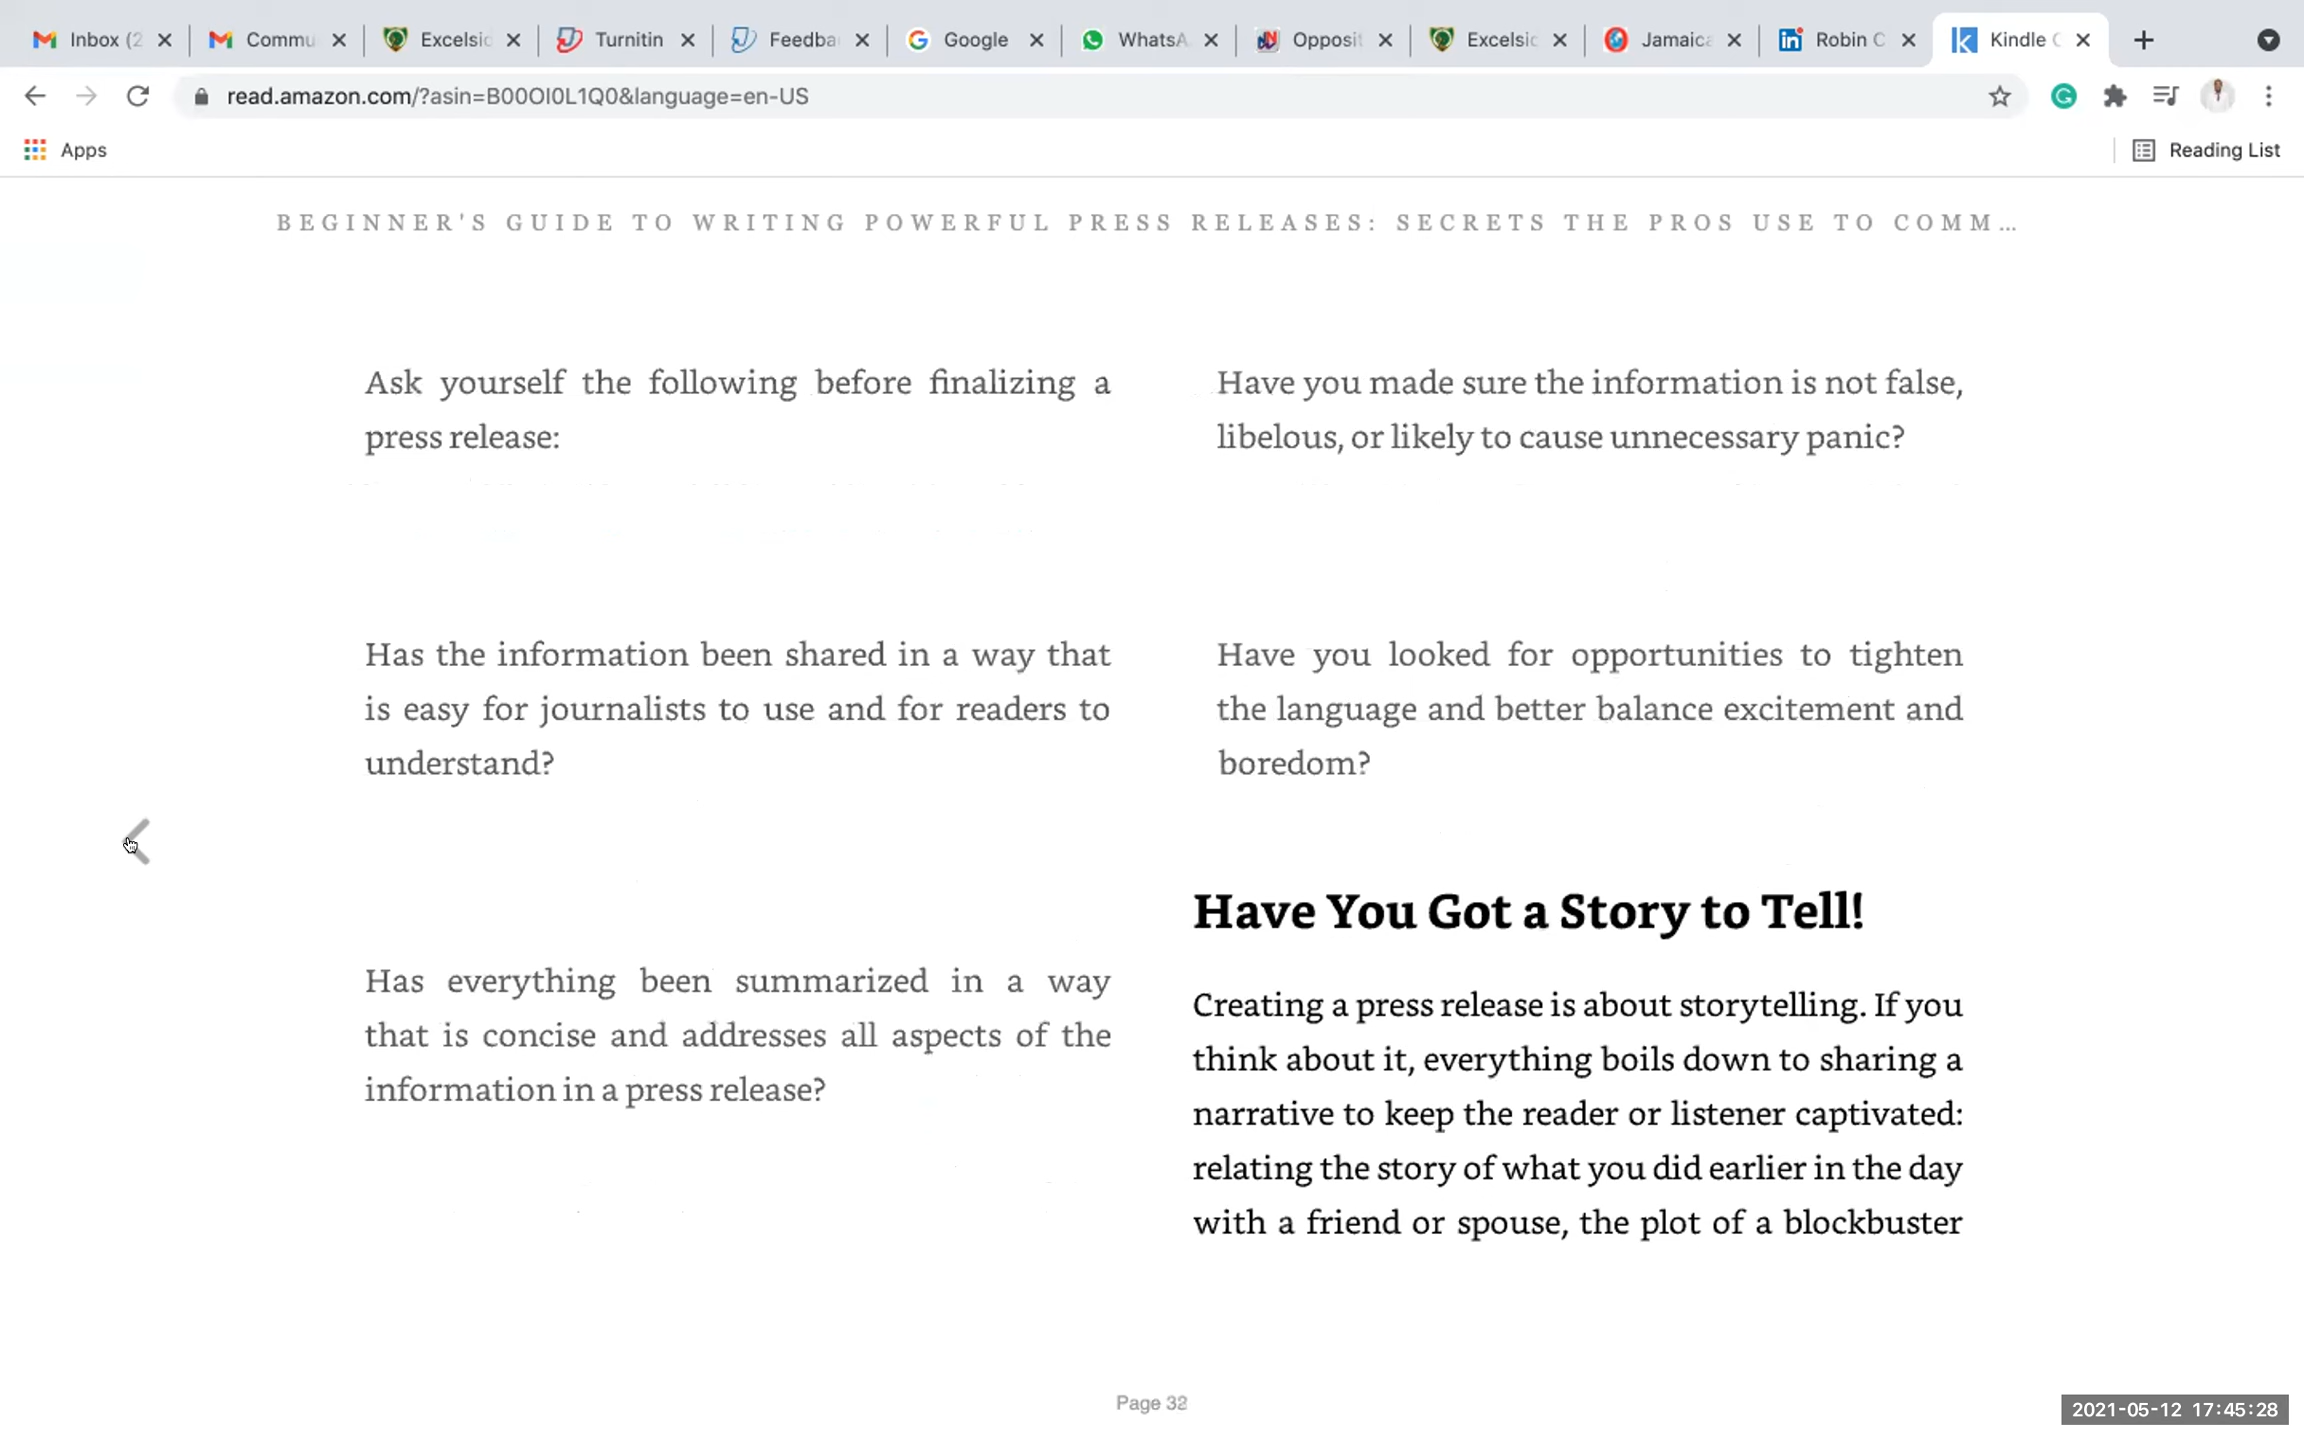 Inbox (2
Commu
Excelsio
Turnitin
Feedba
Google
WhatsA
Opposit
Excelsio
Jamaica
Robin C
Kindle C
read.amazon.com/?asin=B00OI0L1Q0&language=en-US
Apps
Reading List
BEGINNER'S GUIDE TO WRITING POWERFUL PRESS RELEASES: SECRETS THE PROS USE TO COMM…
Ask yourself the following before finalizing a
press release:
Has the information been shared in a way that
is easy for journalists to use and for readers to
understand?
Has everything been summarized in a way
that is concise and addresses all aspects of the
information in a press release?
Have you made sure the information is not false,
libelous, or likely to cause unnecessary panic?
Have you looked for opportunities to tighten
the language and better balance excitement and
boredom?
Have You Got a Story to Tell!
Creating a press release is about storytelling. If you
think about it, everything boils down to sharing a
narrative to keep the reader or listener captivated:
relating the story of what you did earlier in the day
with a friend or spouse, the plot of a blockbuster
Page 32
2021-05-12 17:45:28